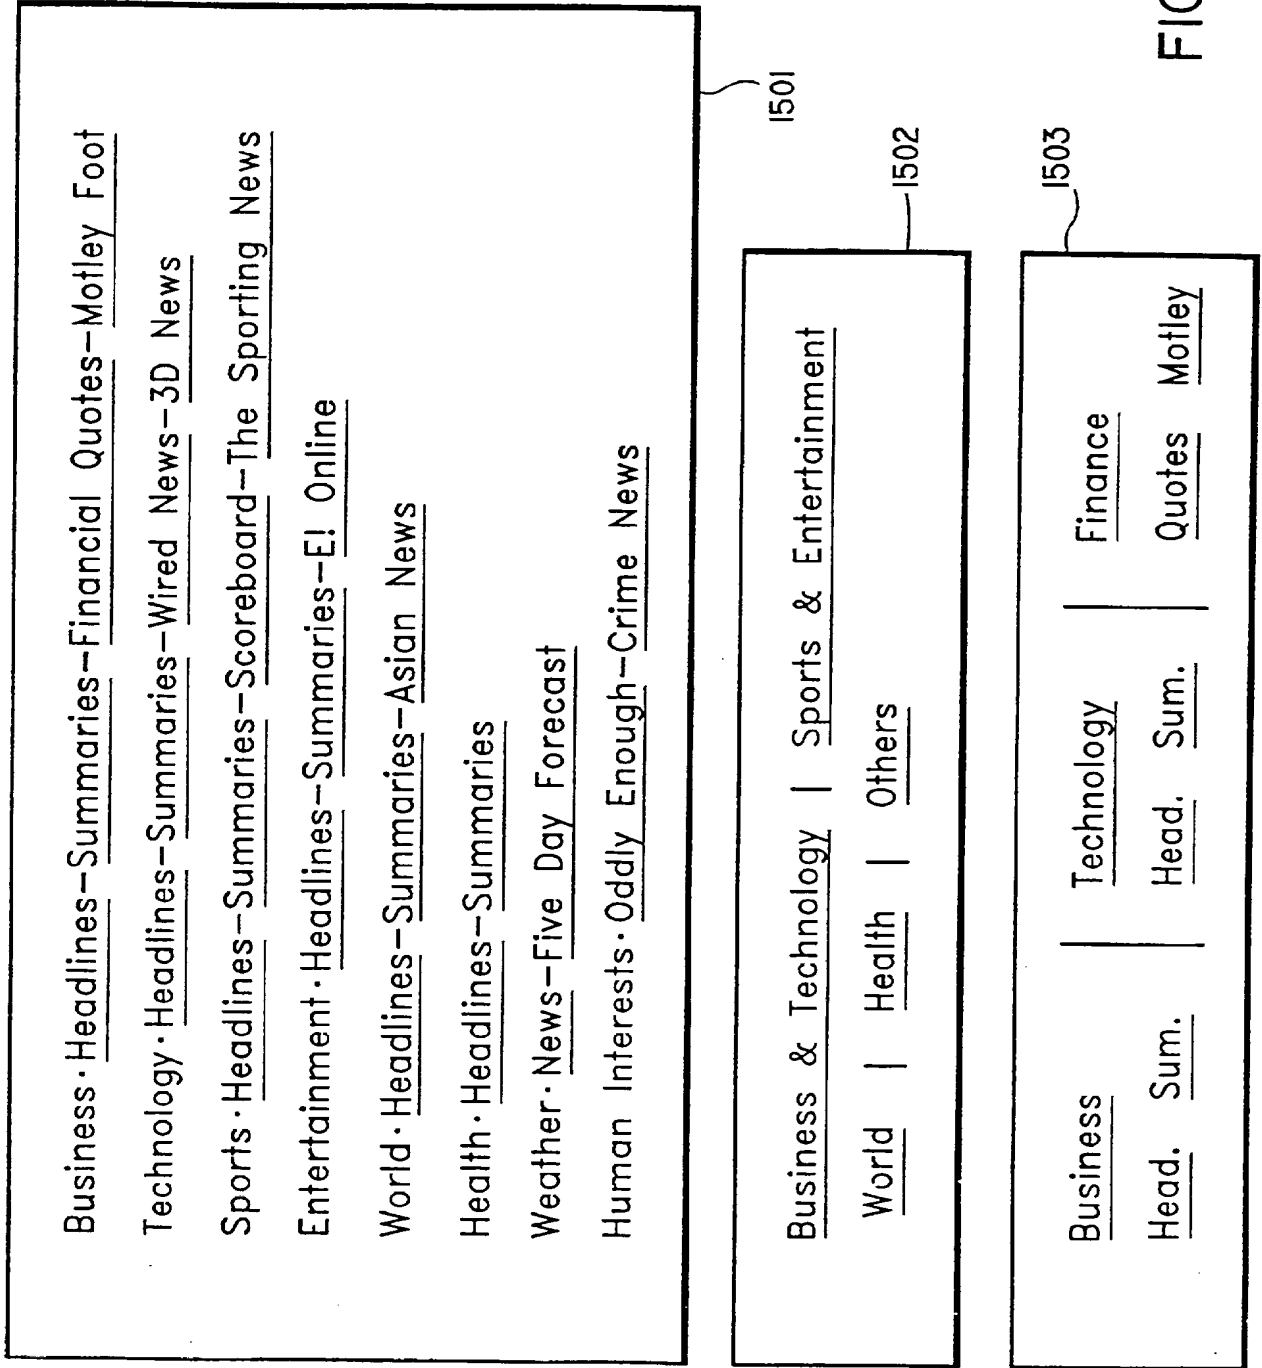 Business · Headlines–Summaries–Financial Quotes–Motley Foot
Technology · Headlines–Summaries–Wired News–3D News
Sports · Headlines–Summaries–Scoreboard–The Sporting News
Entertainment · Headlines–Summaries–E! Online
World · Headlines–Summaries–Asian News
Health · Headlines–Summaries
Weather · News–Five Day Forecast
Human Interests · Oddly Enough–Crime News
1501
Business & Technology | Sports & Entertainment
World | Health | Others
1502
Business | Technology | Finance
Head. Sum. | Head. Sum. | Quotes Motley
1503